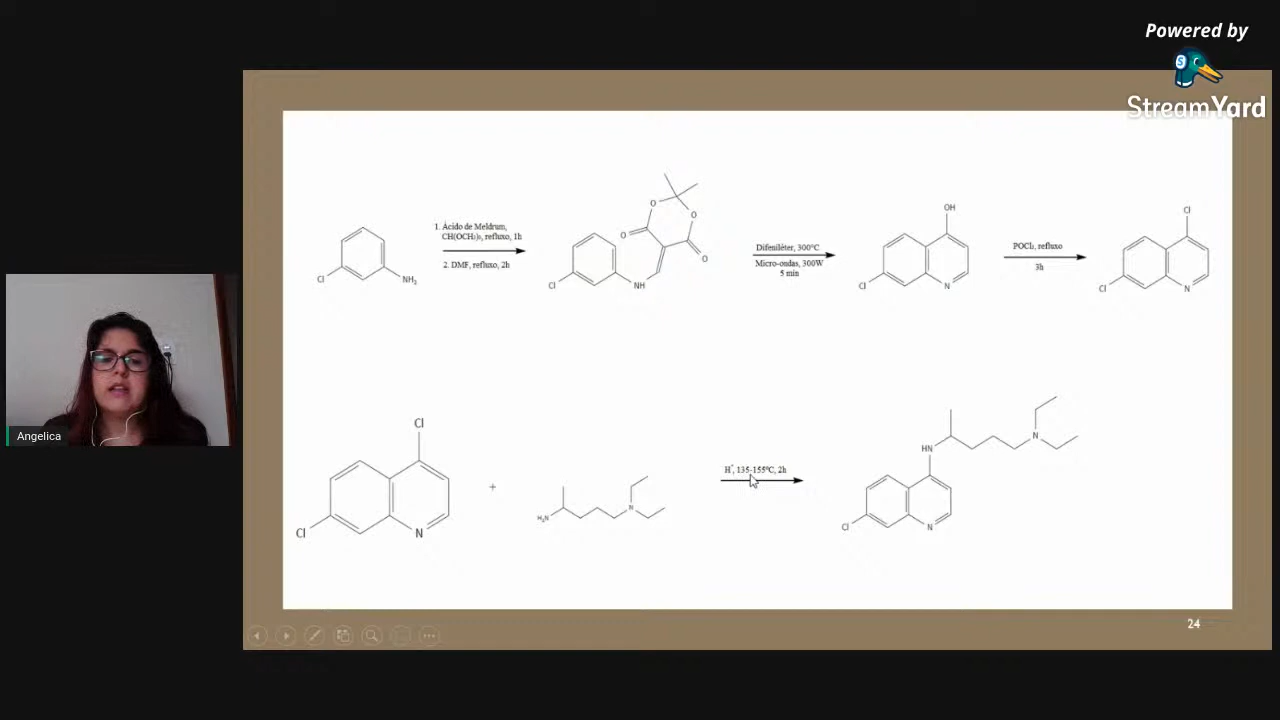 Powered by
StreamYard
1. Ácido de Meldrum,
CH(OCH₃)₃, refluxo, 1h
2. DMF, refluxo, 2h
Cl
NH₂
O
O
O
O
Cl
NH
Difeniléter, 300ºC
Micro-ondas, 300W
5 min
OH
Cl
N
POCl₃, refluxo
3h
Cl
Cl
N
Cl
Cl
N
+
H₂N
N
H⁺, 135-155ºC, 2h
HN
N
Cl
N
Angelica
24